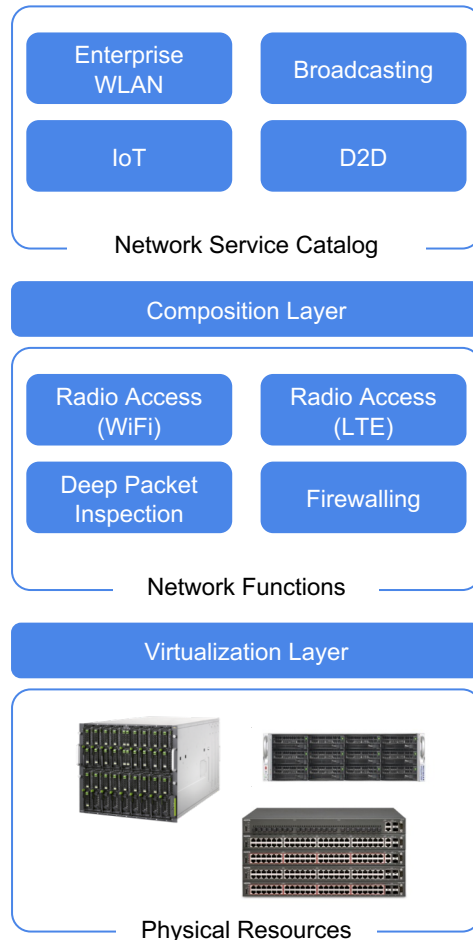 Enterprise
WLAN
Broadcasting
IoT
D2D
Network Service Catalog
Composition Layer
Radio Access
(WiFi)
Radio Access
(LTE)
Deep Packet
Inspection
Firewalling
Network Functions
Virtualization Layer
Physical Resources